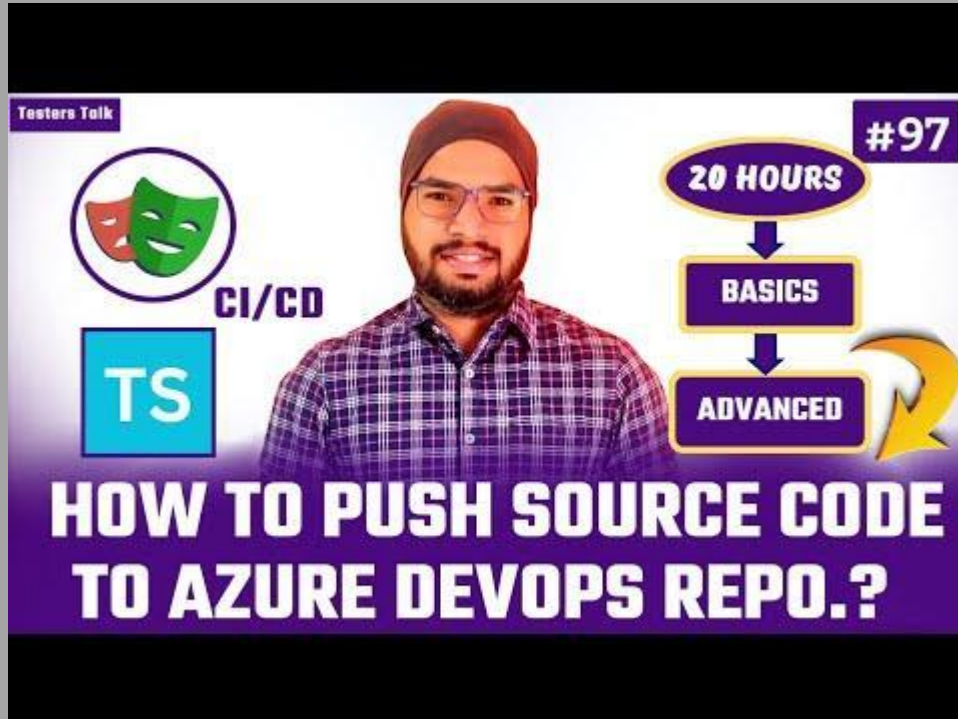 Testers Talk
#97
20 HOURS
CI/CD
BASICS
TS
ADVANCED
HOW TO PUSH SOURCE CODE
TO AZURE DEVOPS REPO.?